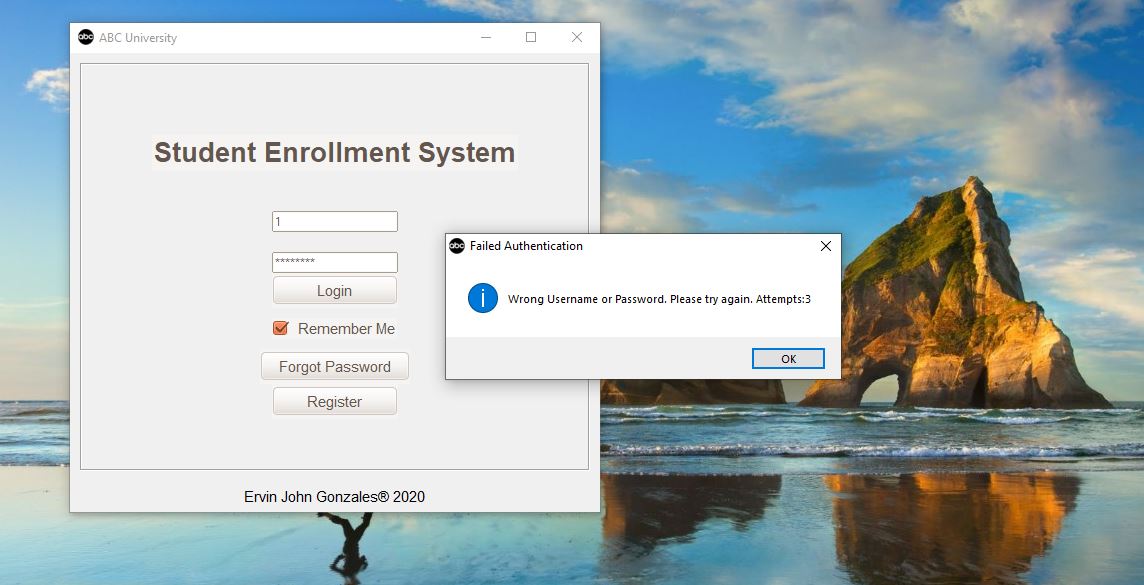 abc ABC University
Student Enrollment System
1
********
Login
Remember Me
Forgot Password
Register
Ervin John Gonzales® 2020
abc Failed Authentication
i
Wrong Username or Password. Please try again. Attempts:3
OK